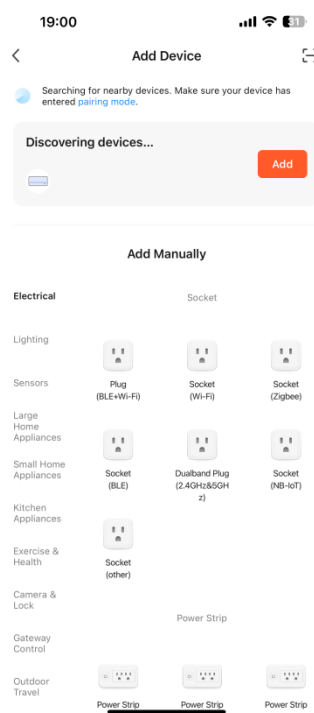 19:00
31
Add Device
Searching for nearby devices. Make sure your device has
entered pairing mode.
Discovering devices...
Add
Add Manually
Electrical
Lighting
Sensors
Large
Home
Appliances
Small Home
Appliances
Kitchen
Appliances
Exercise &
Health
Camera &
Lock
Gateway
Control
Outdoor
Travel
Socket
Plug
(BLE+Wi-Fi)
Socket
(Wi-Fi)
Socket
(Zigbee)
Socket
(BLE)
Dualband Plug
(2.4GHz&5GH
z)
Socket
(NB-IoT)
Socket
(other)
Power Strip
Power Strip
Power Strip
Power Strip